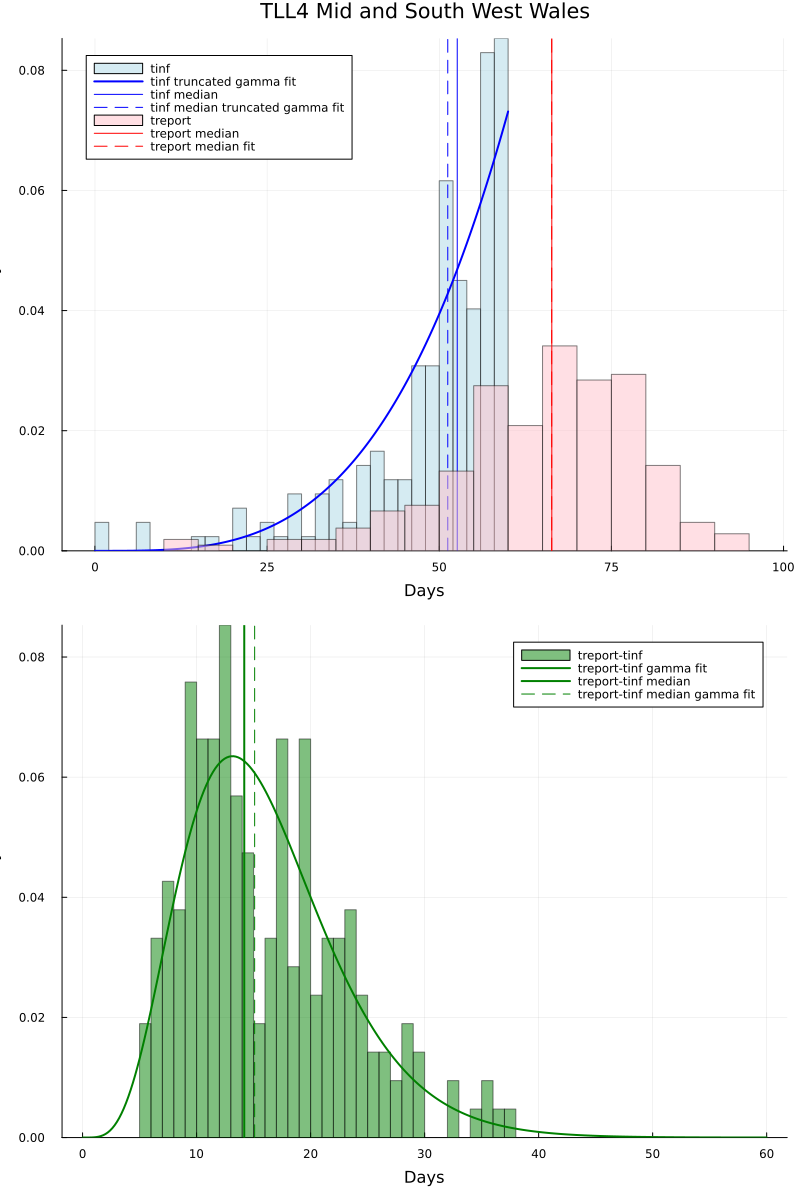 TLL4 Mid and South West Wales
0.08
0.06
0.04
0.02
0.00
tinf
tinf truncated gamma fit
tinf median
tinf median truncated gamma fit
treport
treport median
treport median fit
0 25 50 75 100
Days
0.08
0.06
0.04
0.02
0.00
treport-tinf
treport-tinf gamma fit
treport-tinf median
treport-tinf median gamma fit
0 10 20 30 40 50 60
Days